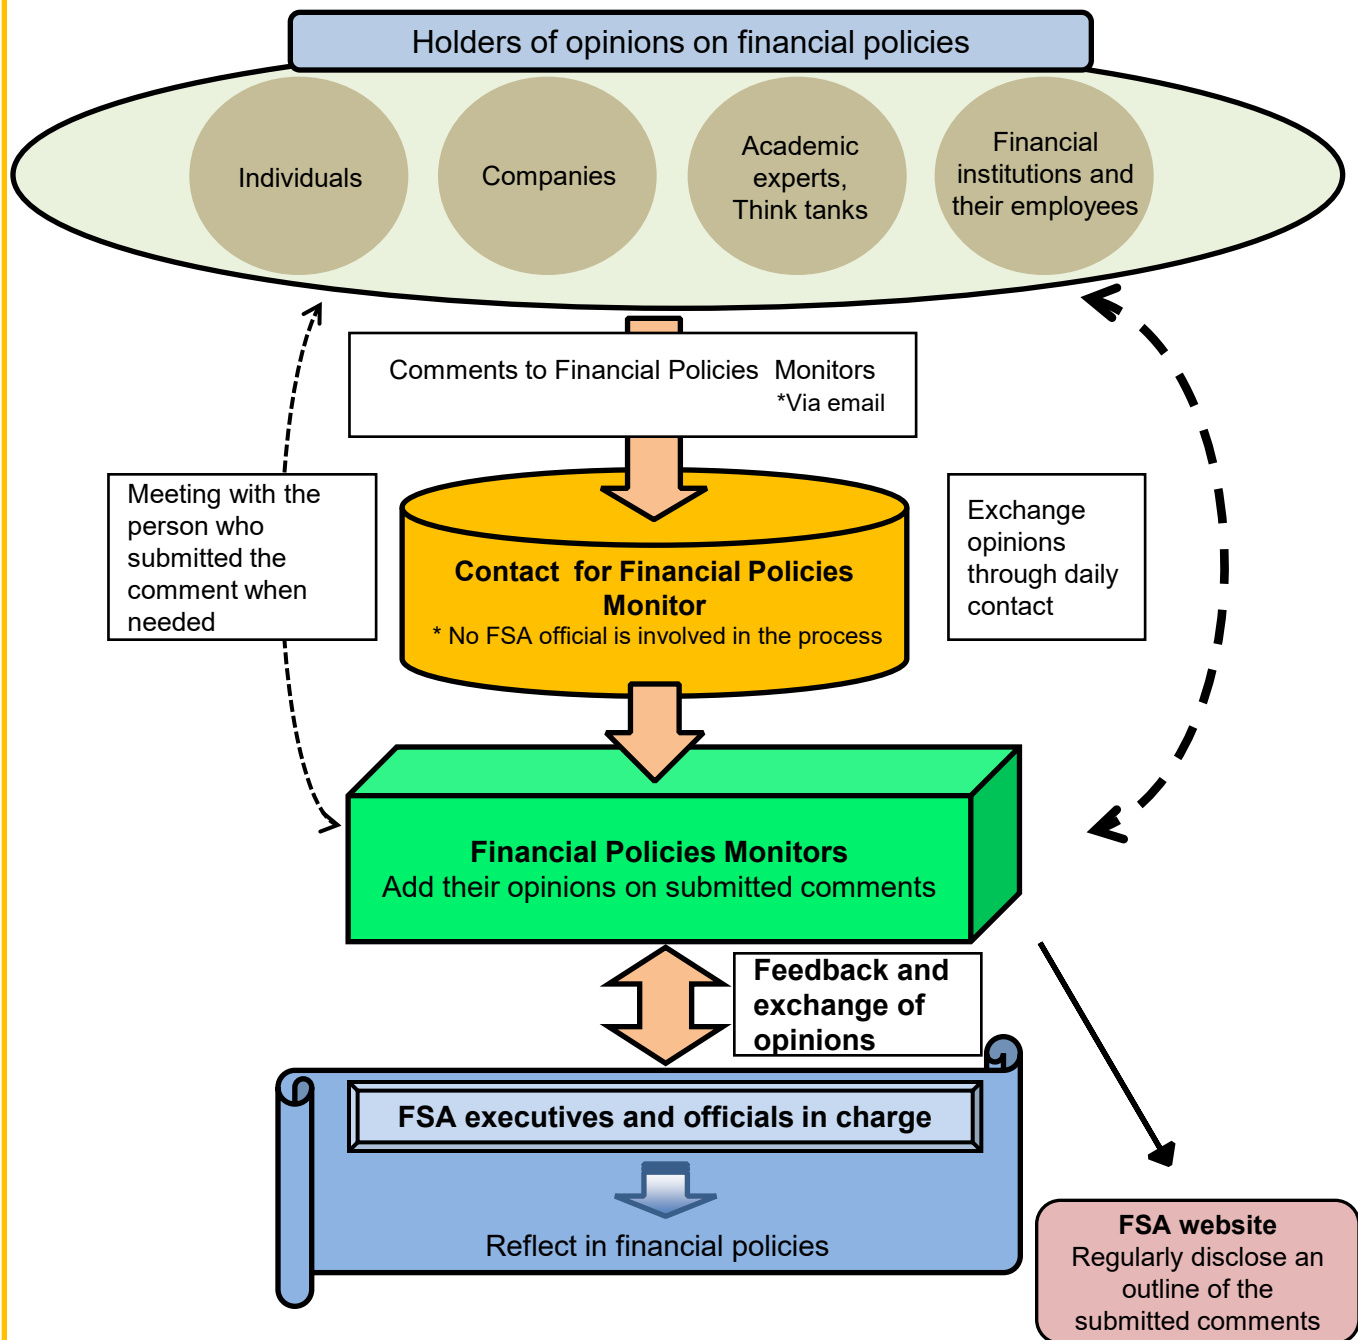 Holders of opinions on financial policies
Individuals
Companies
Academic
experts,
Think tanks
Financial
institutions and
their employees
Comments to Financial Policies Monitors
*Via email
Meeting with the
person who
submitted the
comment when
needed
Exchange
opinions
through daily
contact
Contact for Financial Policies
Monitor
* No FSA official is involved in the process
Financial Policies Monitors
Add their opinions on submitted comments
Feedback and
exchange of
opinions
FSA executives and officials in charge
Reflect in financial policies
FSA website
Regularly disclose an
outline of the
submitted comments